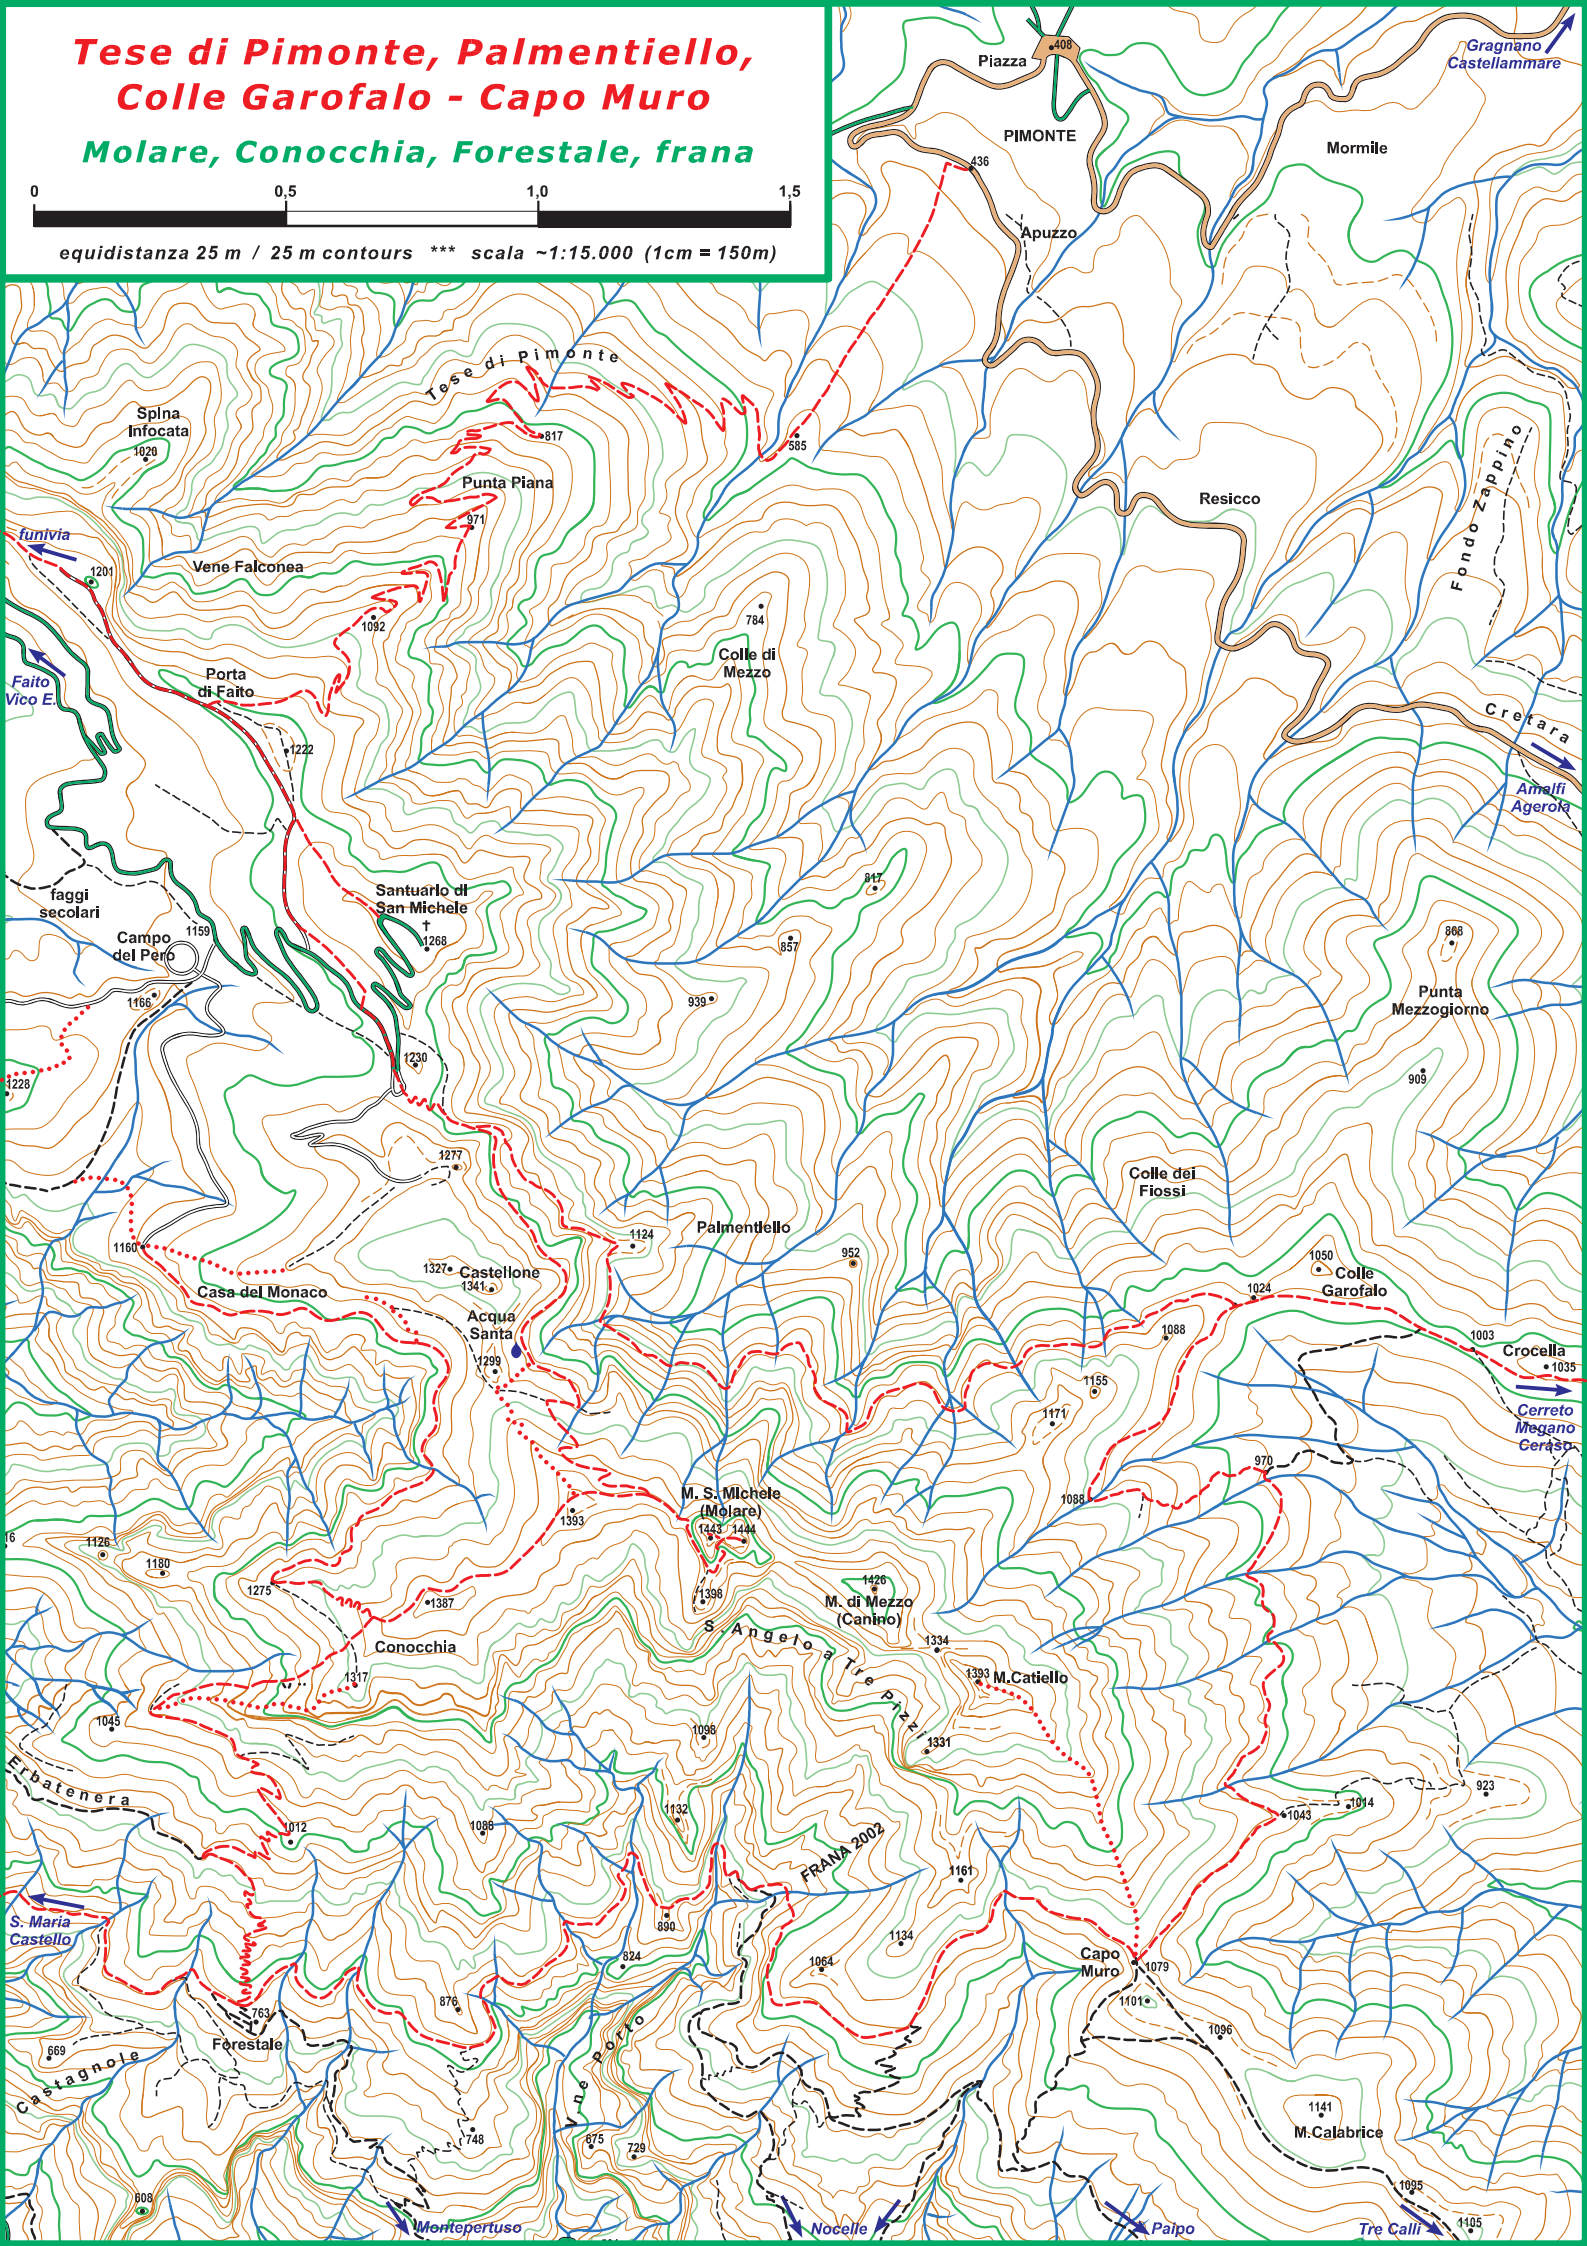 Tese di Pimonte, Palmentiello,
Colle Garofalo - Capo Muro
Molare, Conocchia, Forestale, frana
0 0,5 1,0 1,5
equidistanza 25 m / 25 m contours *** scala ~1:15.000 (1cm = 150m)
408
Piazza
Gragnano
Castellammare
PIMONTE
Mormile
436
Apuzzo
Tese di Pimonte
Spina
Infocata
1020
817
585
Punta Piana
Resicco
Fondo Zappino
971
funivia
1201
Vene Falconea
1092
784
Colle di
Mezzo
Faito
Vico E.
Porta
di Faito
1222
Cretara
Amalfi
Agerola
faggi
secolari
Santuario di
San Michele
†
1268
817
857
868
1159
Campo
del Pero
1166
939
Punta
Mezzogiorno
1230
909
1228
1277
Colle dei
Fiossi
1124
Palmentiello
1160
952
1050
Colle
Garofalo
1327
Castellone
1341
Casa del Monaco
1024
Acqua
Santa
1299
1088
1003
Crocella
1035
1155
1171
Cerreto
Megano
Ceraso
970
1088
M. S. Michele
(Molare)
1443
1444
1393
16
1126
1180
1275
1387
1398
1426
M. di Mezzo
(Canino)
S. Angelo a Tre Pizzi
1334
Conocchia
1317
1393
M.Catiello
1045
1098
1331
Erbatenera
1132
1088
1012
923
1014
1043
FRANA 2002
1161
890
S. Maria
Castello
824
1134
1064
Capo
Muro
1079
876
763
1101
Forestale
1096
669
Castagnole
Vne Porto
1141
M.Calabrice
748
675
729
608
1095
1105
Montepertuso
Nocelle
Paipo
Tre Calli